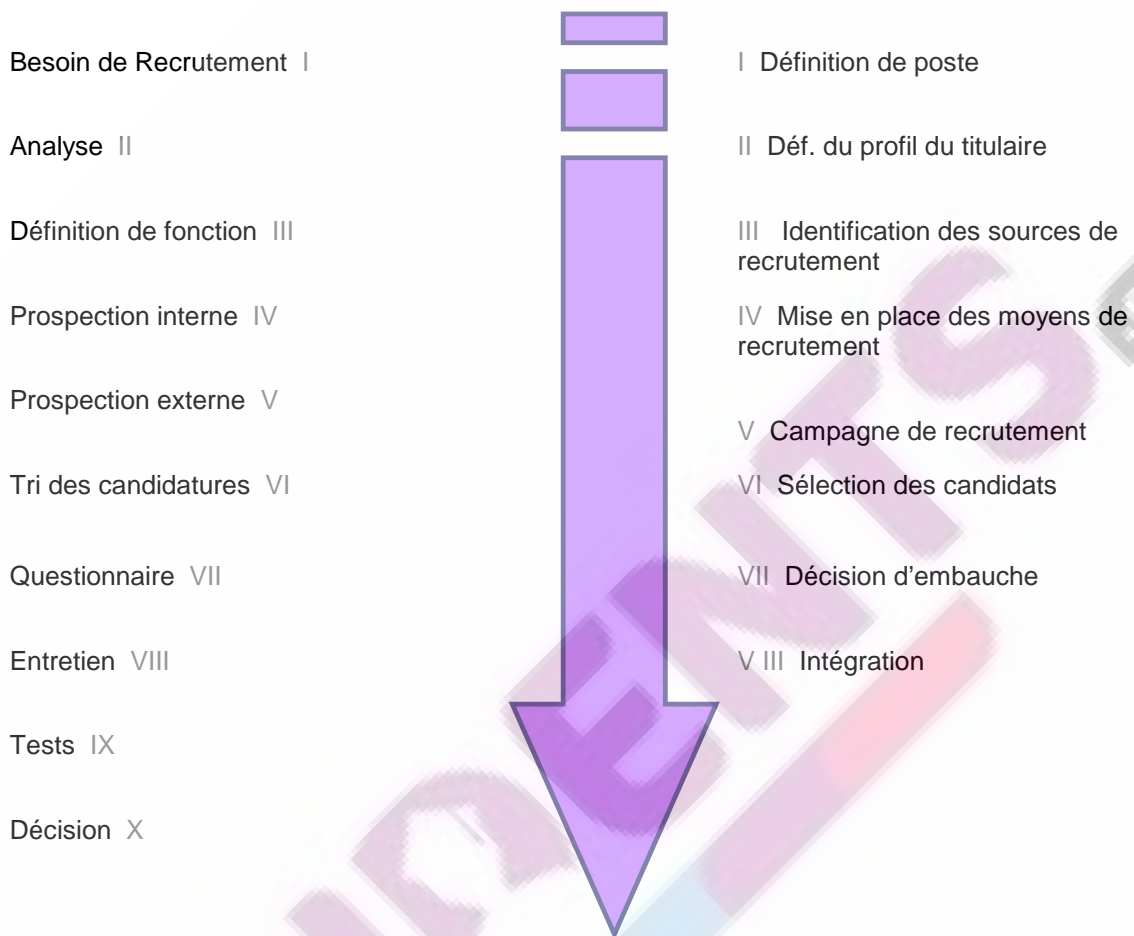 Besoin de Recrutement I
Analyse II
Définition de fonction III
Prospection interne IV
Prospection externe V
Tri des candidatures VI
Questionnaire VII
Entretien VIII
Tests IX
Décision X
I Définition de poste
II Déf. du profil du titulaire
III Identification des sources de
recrutement
IV Mise en place des moyens de
recrutement
V Campagne de recrutement
VI Sélection des candidats
VII Décision d'embauche
V III Intégration